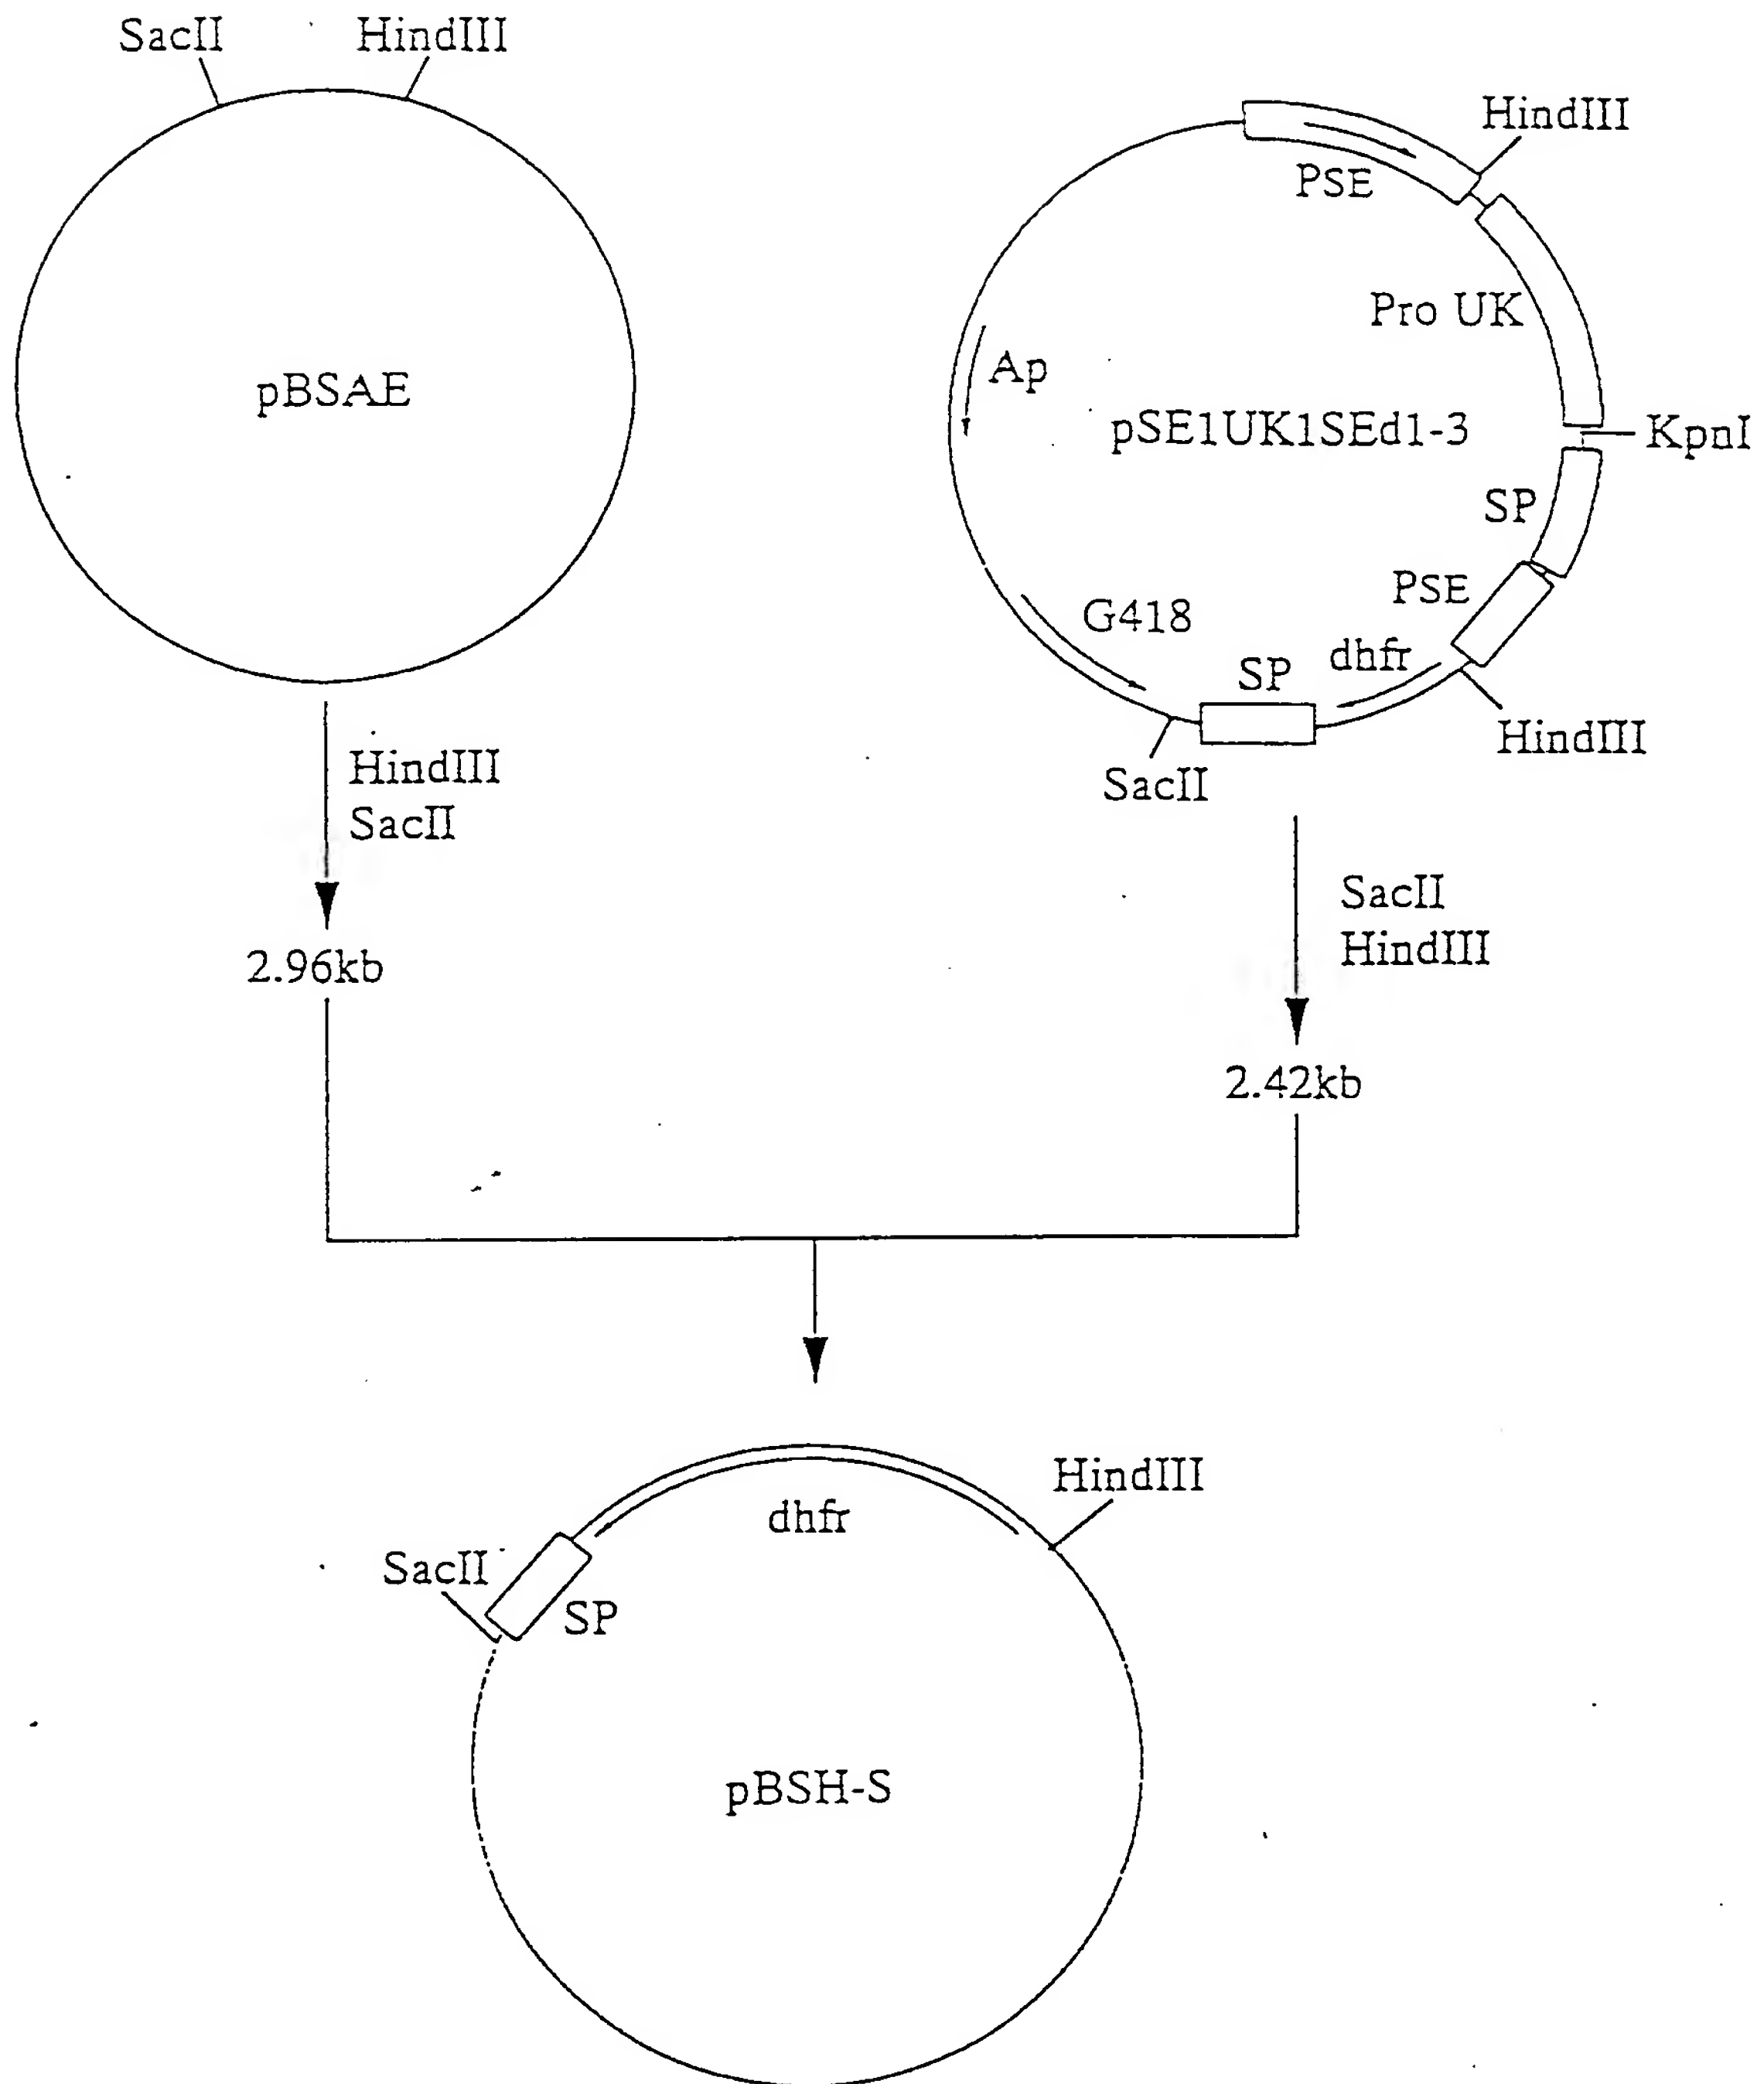 SacII
HindIII
pBSAE
HindIII
SacII
2.96kb
HindIII
PSE
Pro UK
Ap
pSE1UK1SEd1-3
KpnI
SP
PSE
G418
dhfr
SP
HindIII
SacII
SacII
HindIII
2.42kb
dhfr
HindIII
SacII
SP
pBSH-S